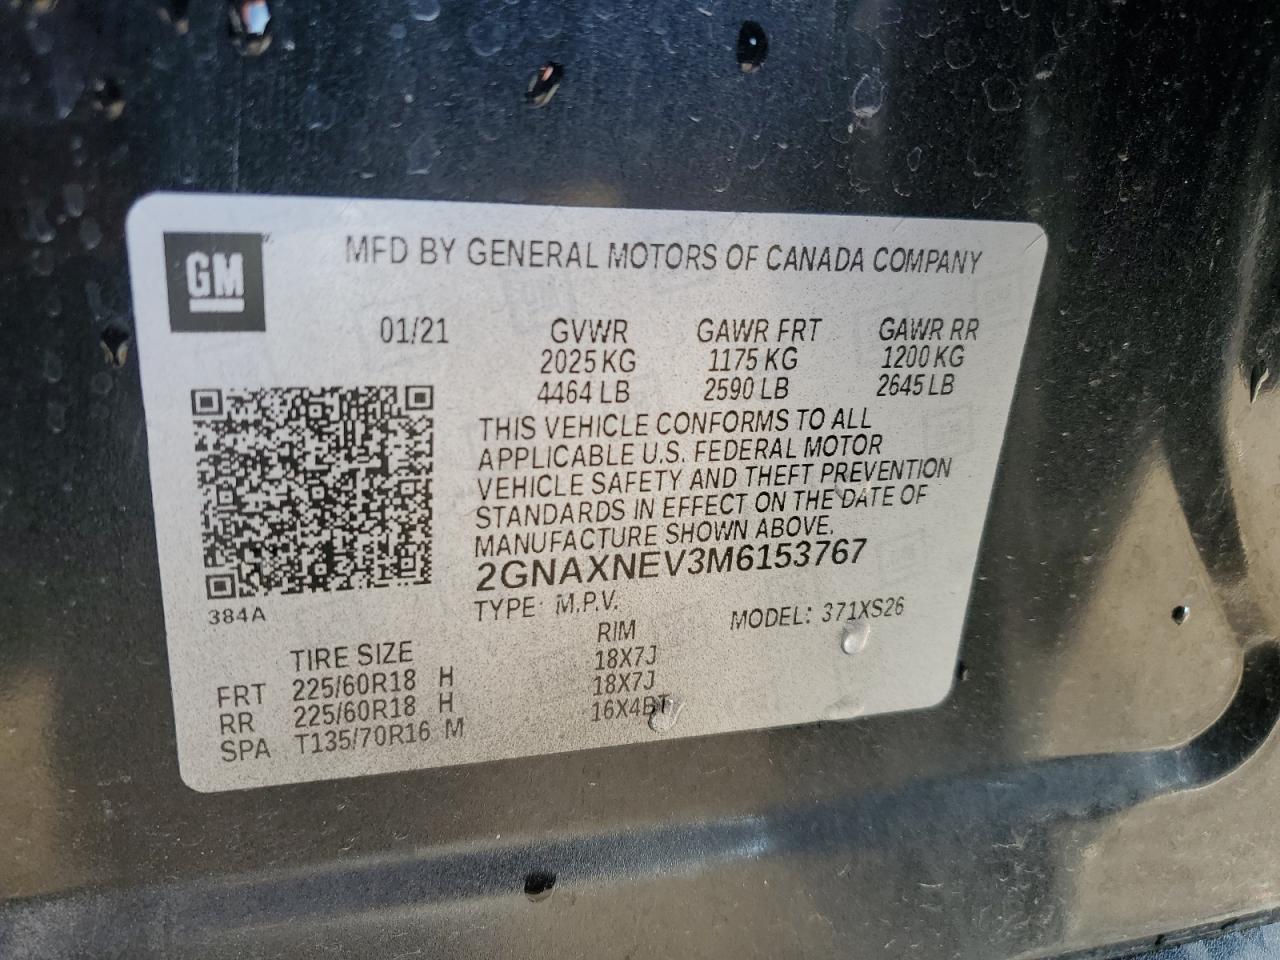 GM
MFD BY GENERAL MOTORS OF CANADA COMPANY
01/21 GVWR GAWR FRT GAWR RR
2025 KG 1175 KG 1200 KG
4464 LB 2590 LB 2645 LB
THIS VEHICLE CONFORMS TO ALL
APPLICABLE U.S. FEDERAL MOTOR
VEHICLE SAFETY AND THEFT PREVENTION
STANDARDS IN EFFECT ON THE DATE OF
MANUFACTURE SHOWN ABOVE.
2GNAXNEV3M6153767
384A
TYPE: M.P.V. MODEL: 371XS26
TIRE SIZE RIM
FRT 225/60R18 H 18X7J
RR 225/60R18 H 18X7J
SPA T135/70R16 M 16X4BT